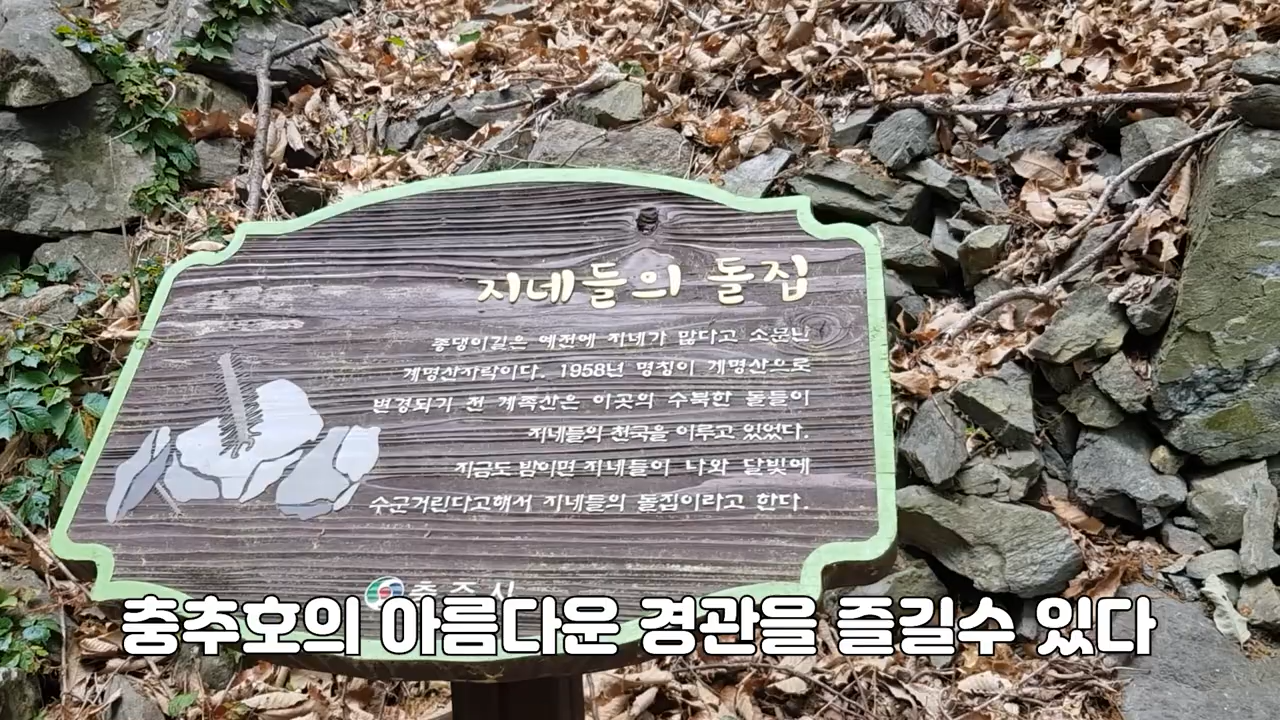 지네들의 돌집
종댕이길은 예전에 지네가 많다고 소문난
계명산자락이다. 1958년 명칭이 계명산으로
변경되기 전 계족산은 이곳의 수북한 돌들이
지네들의 천국을 이루고 있었다.
지금도 밤이면 지네들이 나와 달빛에
수군거린다고해서 지네들의 돌집이라고 한다.
충주시
충추호의 아름다운 경관을 즐길수 있다